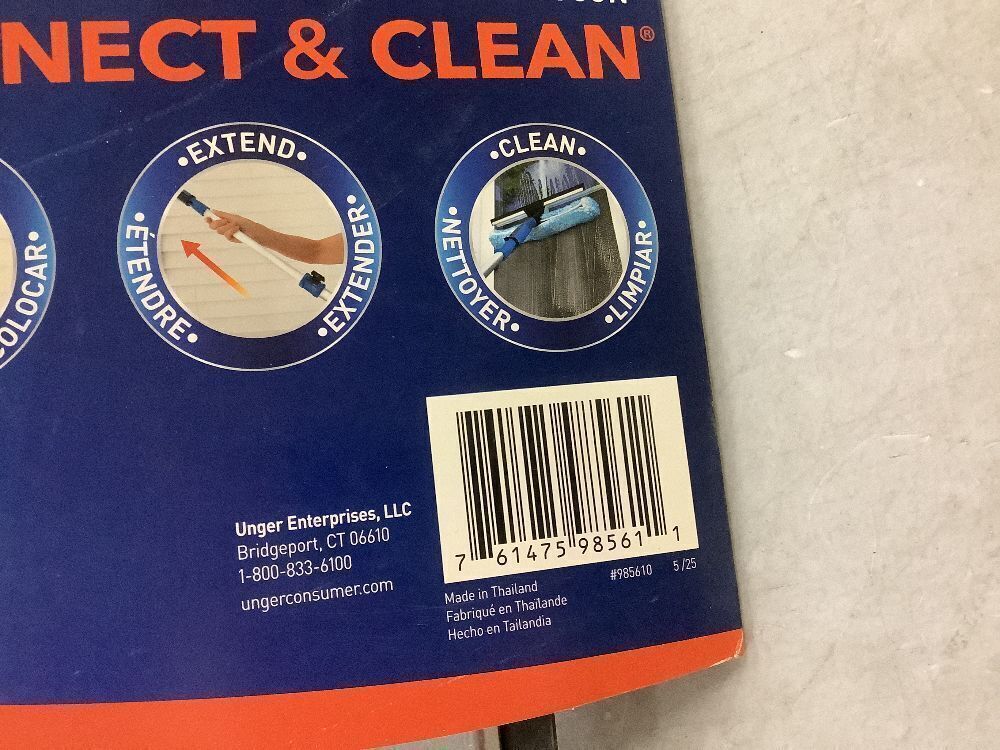 NECT & CLEAN®
•EXTEND•
•ÉTENDRE•
•EXTENDER•
•CLEAN•
•NETTOYER•
•LIMPIAR•
OLOCAR•
Unger Enterprises, LLC
Bridgeport, CT 06610
1-800-833-6100
ungerconsumer.com
7 61475 98561 1
#985610 5/25
Made in Thailand
Fabriqué en Thaïlande
Hecho en Tailandia